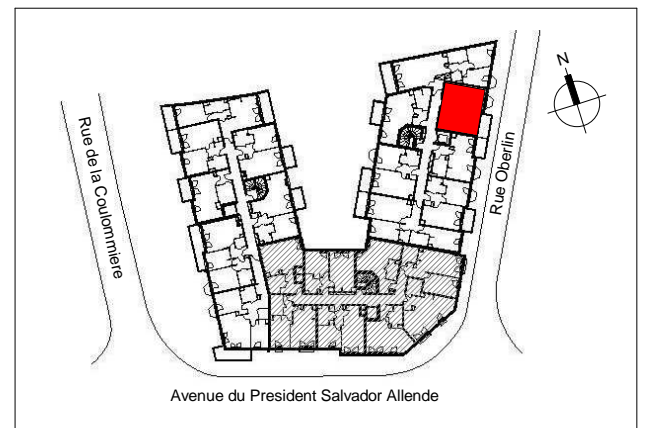 N
Rue de la Coulommiere
Rue Oberlin
Avenue du President Salvador Allende